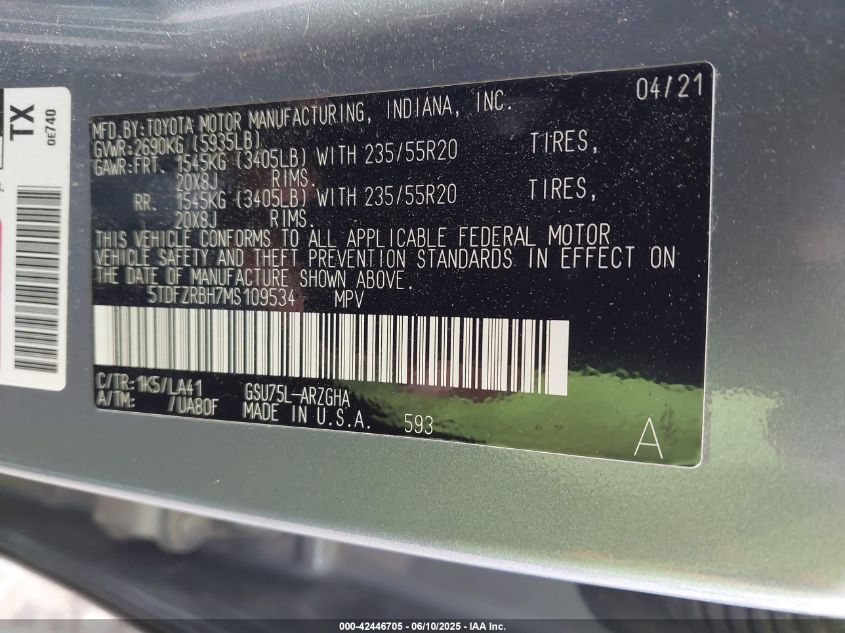 TX
0E740
04/21
MFD.BY:TOYOTA MOTOR MANUFACTURING, INDIANA, INC.
GVWR:2690KG (5935LB)
GAWR:FRT. 1545KG (3405LB) WITH 235/55R20 TIRES,
20X8J RIMS.
RR. 1545KG (3405LB) WITH 235/55R20 TIRES,
20X8J RIMS.
THIS VEHICLE CONFORMS TO ALL APPLICABLE FEDERAL MOTOR
VEHICLE SAFETY AND THEFT PREVENTION STANDARDS IN EFFECT ON
THE DATE OF MANUFACTURE SHOWN ABOVE.
5TDFZRBH7MS109534 MPV
C/TR: 1K5/LA41 GSU75L-ARZGHA
A/TM: /UA80F MADE IN U.S.A. 593
A
000-42446705 - 06/10/2025 - IAA Inc.